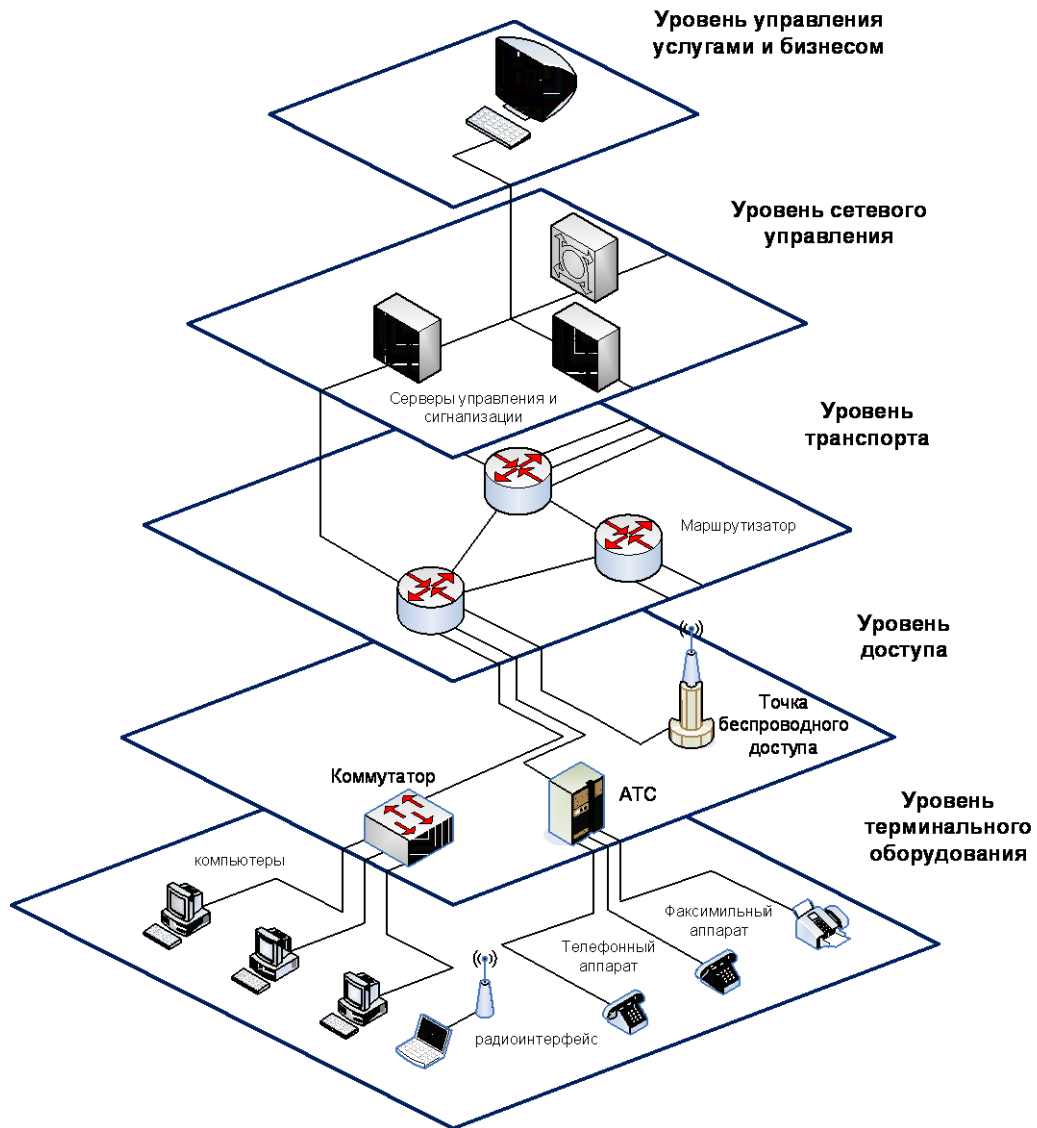 Уровень управления
услугами и бизнесом
Уровень сетевого
управления
Серверы управления и
сигнализации
Уровень
транспорта
Маршрутизатор
Уровень
доступа
Точка
беспроводного
доступа
Коммутатор
АТС
Уровень
терминального
оборудования
компьютеры
Факсимильный
аппарат
Телефонный
аппарат
радиоинтерфейс